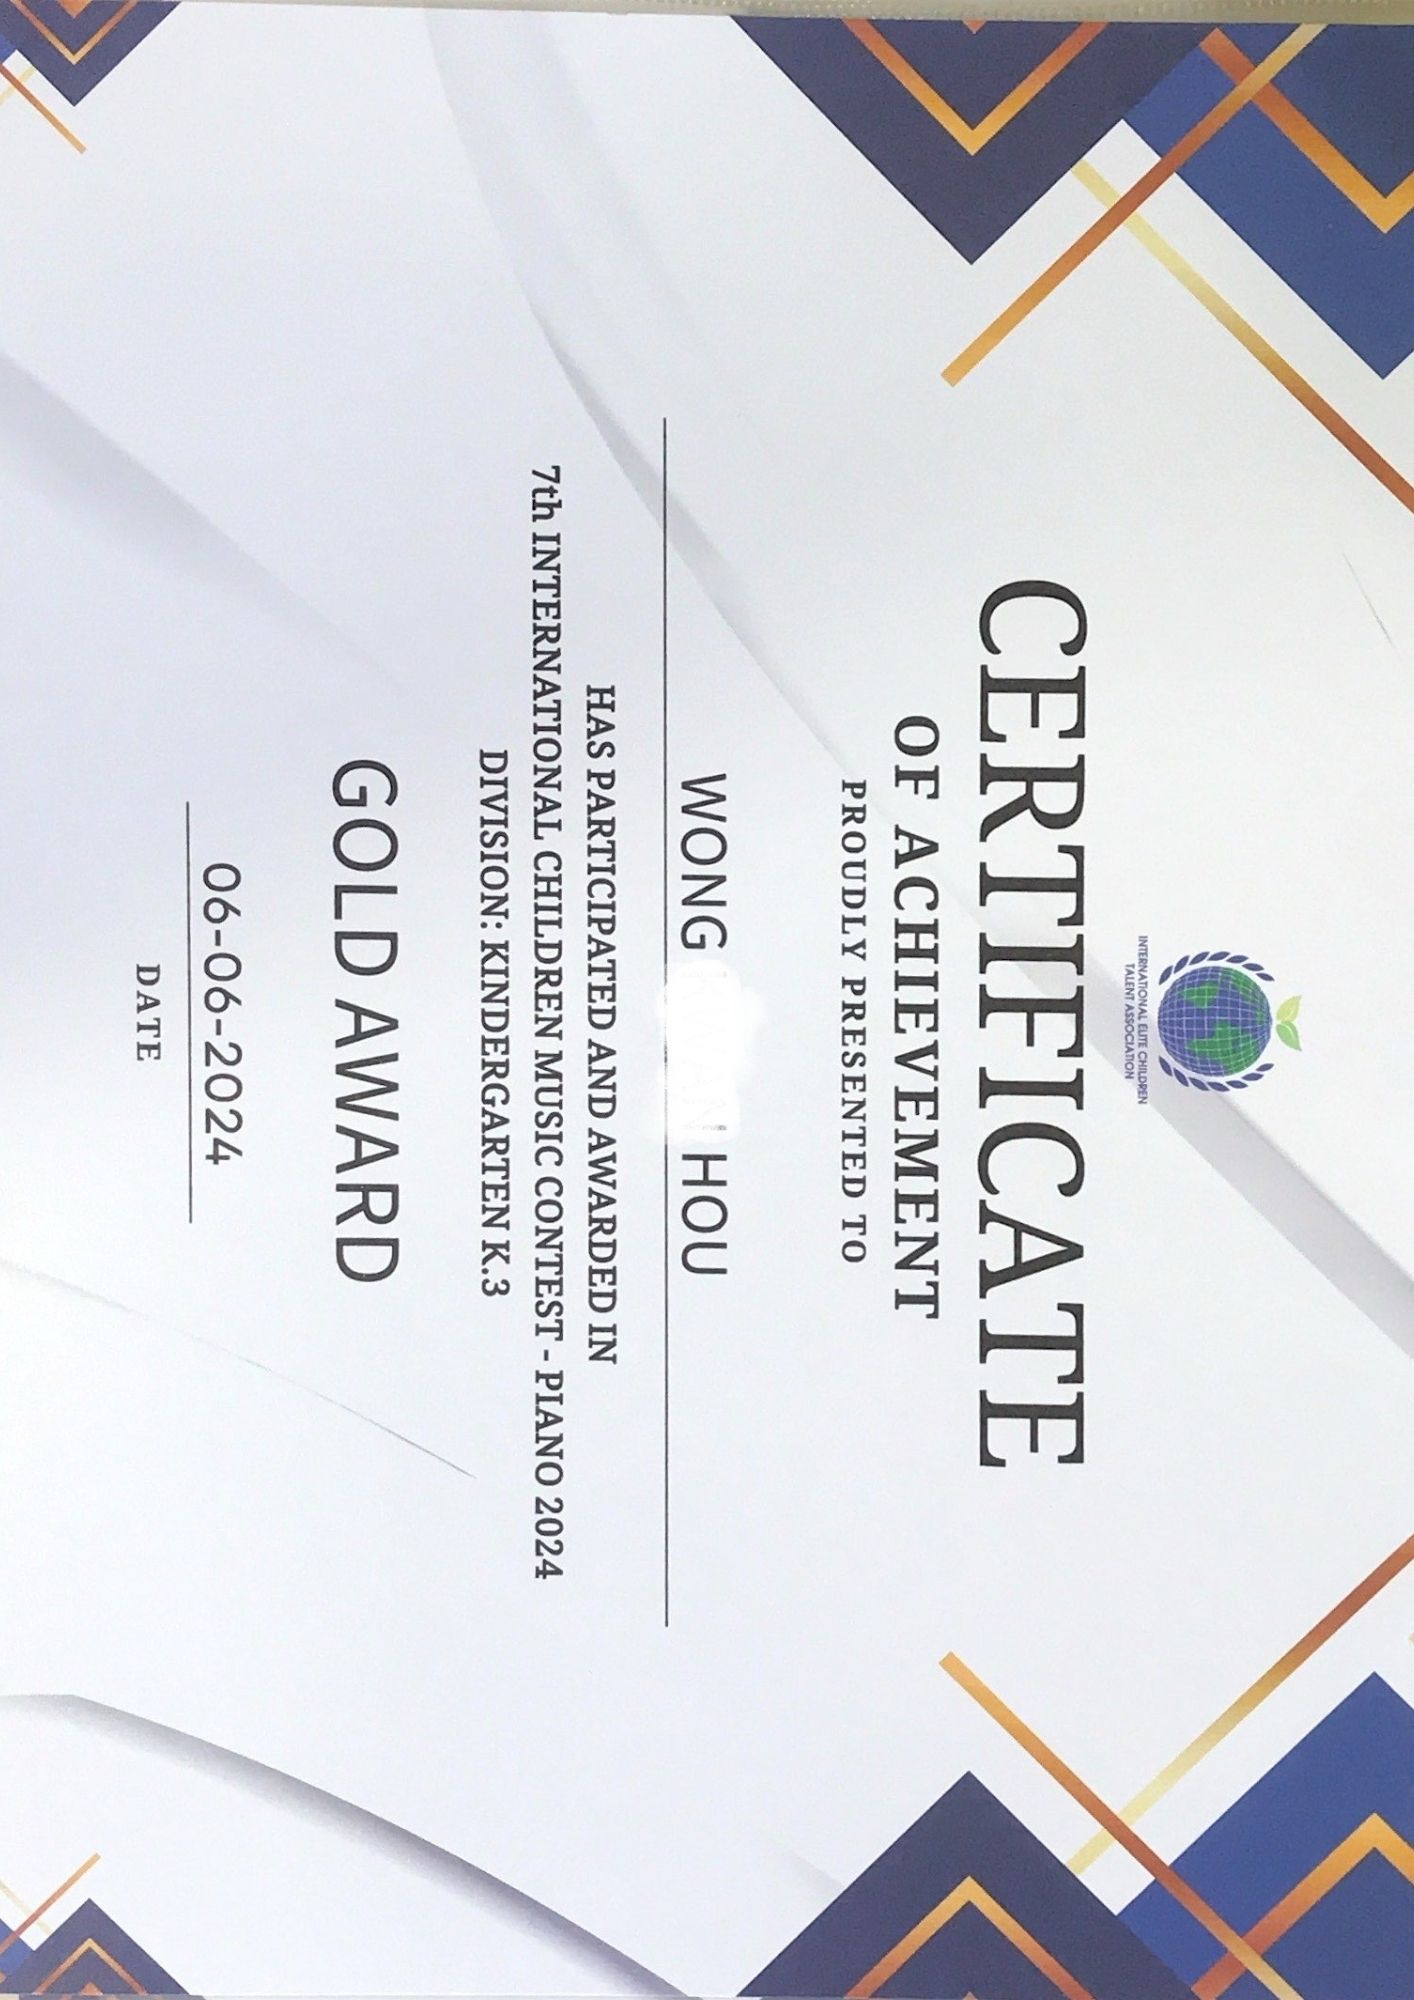 INTERNATIONAL ELITE CHILDREN
TALENT ASSOCIATION
CERTIFICATE
OF ACHIEVEMENT
PROUDLY PRESENTED TO
WONG HOU
HAS PARTICIPATED AND AWARDED IN
7th INTERNATIONAL CHILDREN MUSIC CONTEST - PIANO 2024
DIVISION: KINDERGARTEN K.3
GOLD AWARD
06-06-2024
DATE